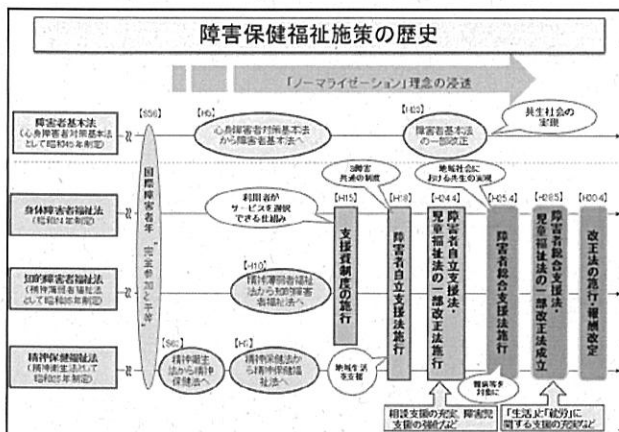 障害保健福祉施策の歴史
「ノーマライゼーション」理念の浸透
障害者基本法
(心身障害者対策基本法
として昭和45年制定)
【S56】
国際障害者年
"完全参加と平等"
【H5】
心身障害者対策基本法
から障害者基本法へ
【H23】
障害者基本法
の一部改正
共生社会の
実現
身体障害者福祉法
(昭和24年制定)
利用者が
サービスを選択
できる仕組み
【H15】
支援費制度の施行
3障害
共通の制度
【H18】
障害者自立支援法施行
【H24.4】
障害者自立支援法・
児童福祉法の一部改正法施行
地域社会に
おける共生の実現
【H25.4】
障害者総合支援法施行
【H28.5】
障害者総合支援法・
児童福祉法の一部改正法成立
【H30.4】
改正法の施行・報酬改定
知的障害者福祉法
(精神薄弱者福祉法
として昭和35年制定)
【H10】
精神薄弱者福祉法
から知的障害
者福祉法へ
精神保健福祉法
(精神衛生法として
昭和25年制定)
【S62】
精神衛生
法から精神
保健法へ
【H7】
精神保健法か
ら精神保健福
祉法へ
地域生活
を支援
難病等を
対象に
相談支援の充実、障害児
支援の強化など
「生活」と「就労」に
関する支援の充実など